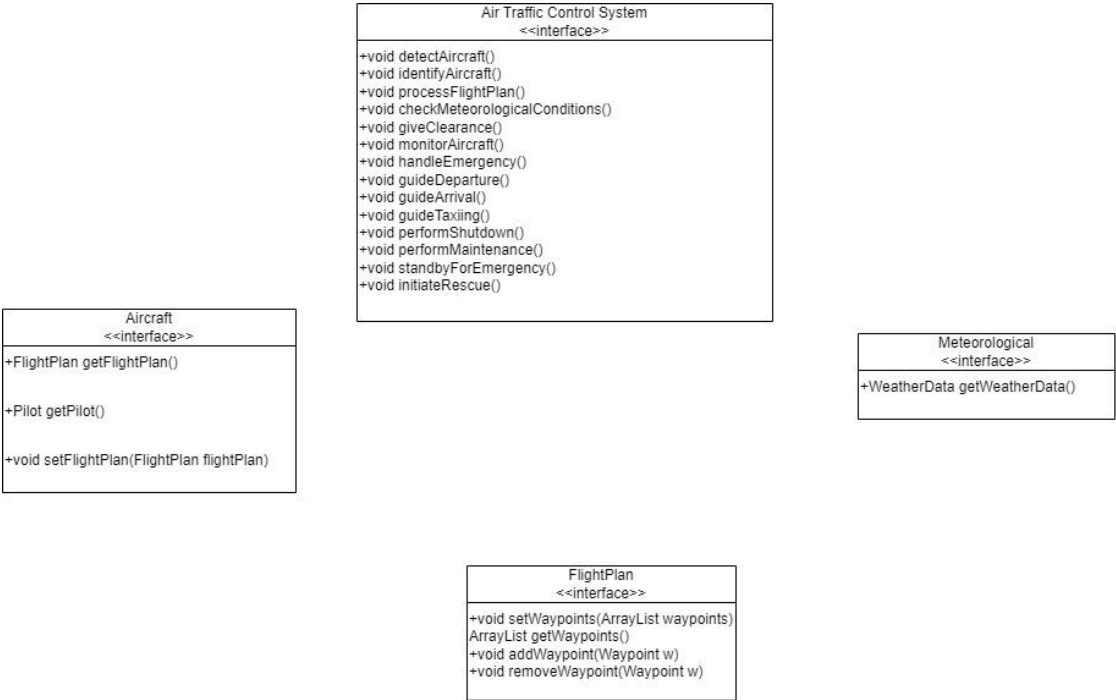 Air Traffic Control System
<<interface>>
+void detectAircraft()
+void identifyAircraft()
+void processFlightPlan()
+void checkMeteorologicalConditions()
+void giveClearance()
+void monitorAircraft()
+void handleEmergency()
+void guideDeparture()
+void guideArrival()
+void guideTaxiing()
+void performShutdown()
+void performMaintenance()
+void standbyForEmergency()
+void initiateRescue()
Aircraft
<<interface>>
+FlightPlan getFlightPlan()
+Pilot getPilot()
+void setFlightPlan(FlightPlan flightPlan)
Meteorological
<<interface>>
+WeatherData getWeatherData()
FlightPlan
<<interface>>
+void setWaypoints(ArrayList waypoints)
ArrayList getWaypoints()
+void addWaypoint(Waypoint w)
+void removeWaypoint(Waypoint w)